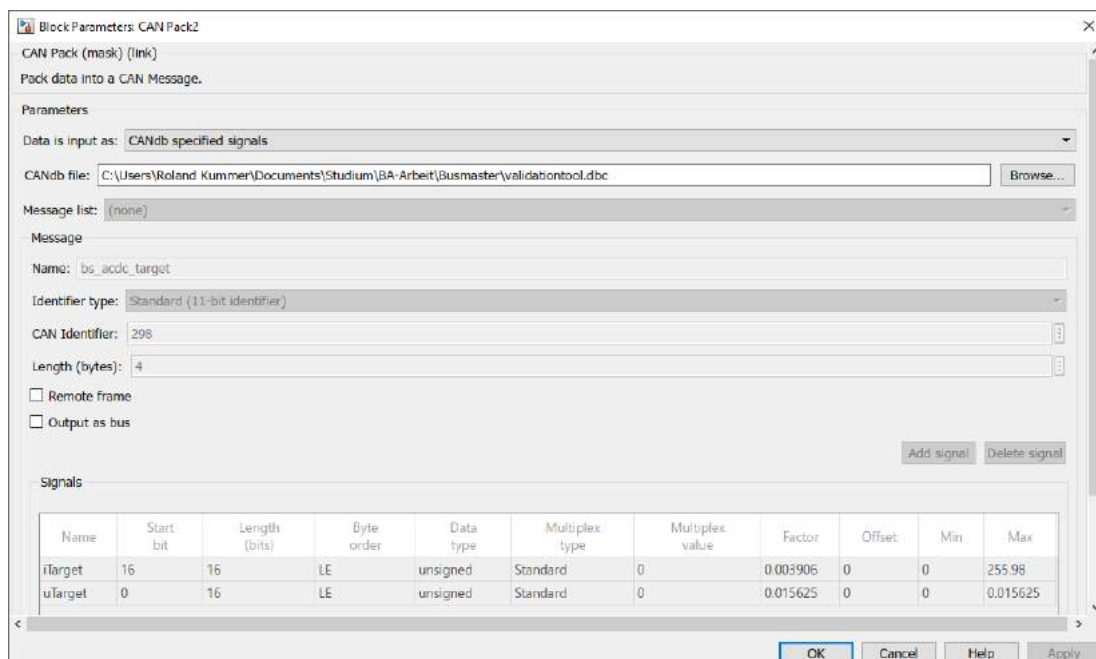 Block Parameters: CAN Pack2
CAN Pack (mask) (link)
Pack data into a CAN Message.
Parameters
Data is input as: CANdb specified signals
CANdb file: C:\Users\Roland Kummer\Documents\Studium\BA-Arbeit\Busmaster\validationtool.dbc Browse...
Message list: (none)
Message
Name: bs_acdc_target
Identifier type: Standard (11-bit identifier)
CAN Identifier: 298
Length (bytes): 4
Remote frame
Output as bus
Add signal Delete signal
Signals
Name Start bit Length (bits) Byte order Data type Multiplex type Multiplex value Factor Offset Min Max
iTarget 16 16 LE unsigned Standard 0 0.003906 0 0 255.98
uTarget 0 16 LE unsigned Standard 0 0.015625 0 0 0.015625
OK Cancel Help Apply